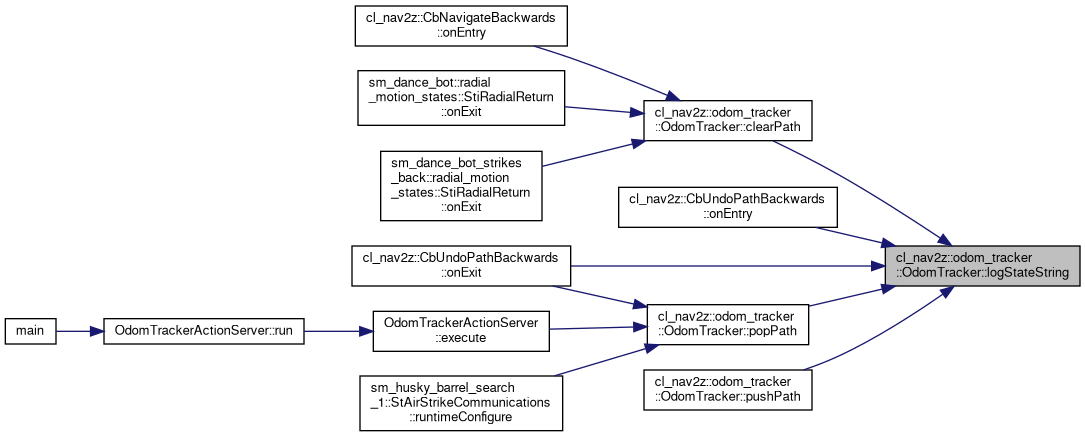 cl_nav2z::CbNavigateBackwards
::onEntry
sm_dance_bot::radial
_motion_states::StiRadialReturn
::onExit
cl_nav2z::odom_tracker
::OdomTracker::clearPath
sm_dance_bot_strikes
_back::radial_motion
_states::StiRadialReturn
::onExit
cl_nav2z::CbUndoPathBackwards
::onEntry
cl_nav2z::CbUndoPathBackwards
::onExit
cl_nav2z::odom_tracker
::OdomTracker::logStateString
main
OdomTrackerActionServer::run
OdomTrackerActionServer
::execute
cl_nav2z::odom_tracker
::OdomTracker::popPath
sm_husky_barrel_search
_1::StAirStrikeCommunications
::runtimeConfigure
cl_nav2z::odom_tracker
::OdomTracker::pushPath